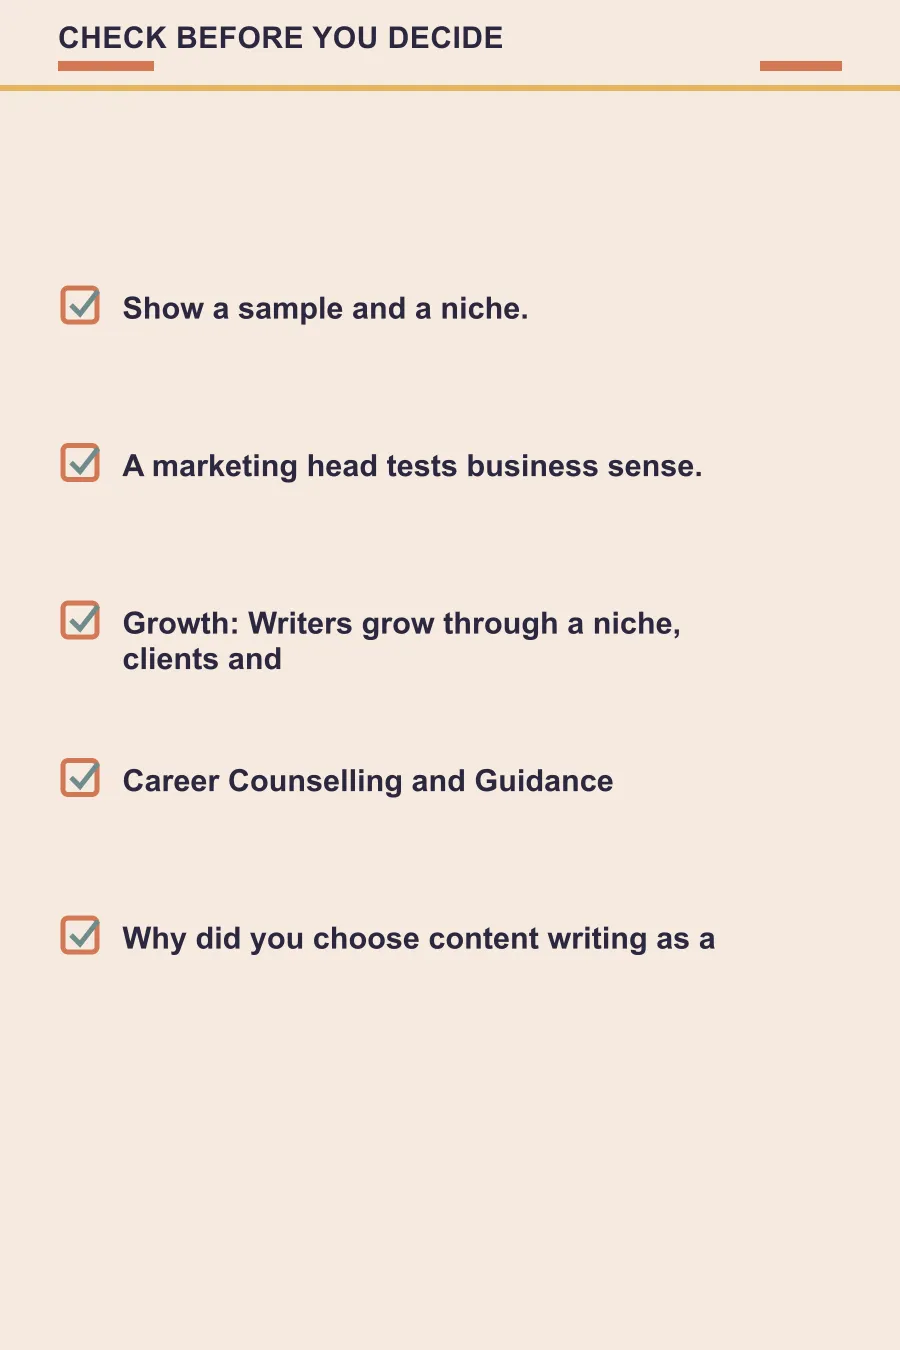 CHECK BEFORE YOU DECIDE
Show a sample and a niche.
A marketing head tests business sense.
Growth: Writers grow through a niche,
clients and
Career Counselling and Guidance
Why did you choose content writing as a